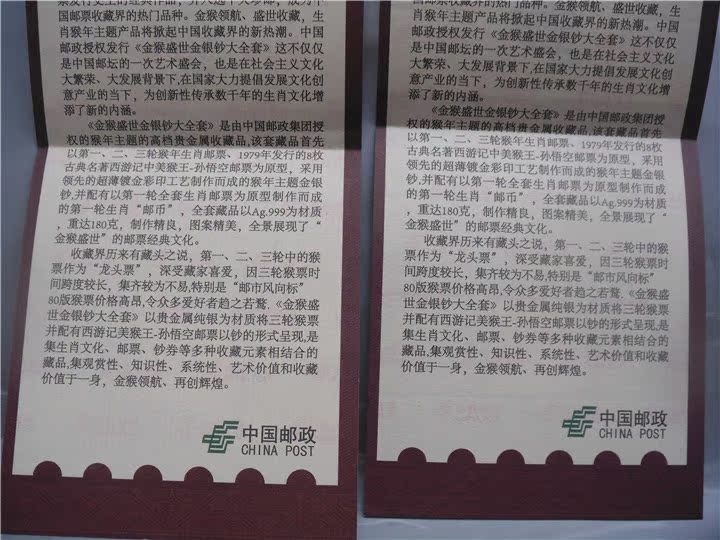 中国邮票收藏界的热门品种。金猴领航、盛世收藏，生
肖猴年主题产品将掀起中国收藏界的新热潮。中国
邮政授权发行《金猴盛世金银钞大全套》这不仅仅
是中国邮坛的一次艺术盛会，也是在社会主义文化
大繁荣、大发展背景下,在国家大力提倡发展文化创
意产业的当下，为创新性传承数千年的生肖文化增
添了新的内涵。
《金猴盛世金银钞大全套》是由中国邮政集团授
权的猴年主题的高档贵金属收藏品,该套藏品首先
以第一、二、三轮猴年生肖邮票、1979年发行的8枚
古典名著西游记中美猴王-孙悟空邮票为原型，采用
领先的超薄镀金彩印工艺制作而成的猴年主题金银
钞,并配有以第一轮全套生肖邮票为原型制作而成
的第一轮生肖“邮币”，全套藏品以Ag.999为材质
，重达180克，制作精良，图案精美，全景展现了“
金猴盛世”的邮票经典文化。
收藏界历来有藏头之说，第一、二、三轮中的猴
票作为“龙头票”，深受藏家喜爱，因三轮猴票时
间跨度较长，集齐较为不易,特别是“邮市风向标”
80版猴票价格高昂,令众多爱好者趋之若鹜.《金猴盛
世金银钞大全套》以贵金属纯银为材质将三轮猴票
并配有西游记美猴王-孙悟空邮票以钞的形式呈现,是
集生肖文化、邮票、钞券等多种收藏元素相结合的
藏品,集观赏性、知识性、系统性、艺术价值和收藏
价值于一身，金猴领航、再创辉煌。
中国邮政
CHINA POST
中国邮票收藏界的热门品种。金猴领航、盛世收藏，生
肖猴年主题产品将掀起中国收藏界的新热潮。中国
邮政授权发行《金猴盛世金银钞大全套》这不仅仅
是中国邮坛的一次艺术盛会，也是在社会主义文化
大繁荣、大发展背景下,在国家大力提倡发展文化创
意产业的当下，为创新性传承数千年的生肖文化增
添了新的内涵。
《金猴盛世金银钞大全套》是由中国邮政集团授
权的猴年主题的高档贵金属收藏品,该套藏品首先
以第一、二、三轮猴年生肖邮票、1979年发行的8枚
古典名著西游记中美猴王-孙悟空邮票为原型，采用
领先的超薄镀金彩印工艺制作而成的猴年主题金银
钞,并配有以第一轮全套生肖邮票为原型制作而成
的第一轮生肖“邮币”，全套藏品以Ag.999为材质
，重达180克，制作精良，图案精美，全景展现了“
金猴盛世”的邮票经典文化。
收藏界历来有藏头之说，第一、二、三轮中的猴
票作为“龙头票”，深受藏家喜爱，因三轮猴票时
间跨度较长，集齐较为不易,特别是“邮市风向标”
80版猴票价格高昂,令众多爱好者趋之若鹜.《金猴盛
世金银钞大全套》以贵金属纯银为材质将三轮猴票
并配有西游记美猴王-孙悟空邮票以钞的形式呈现,是
集生肖文化、邮票、钞券等多种收藏元素相结合的
藏品,集观赏性、知识性、系统性、艺术价值和收藏
价值于一身，金猴领航、再创辉煌。
中国邮政
CHINA POST